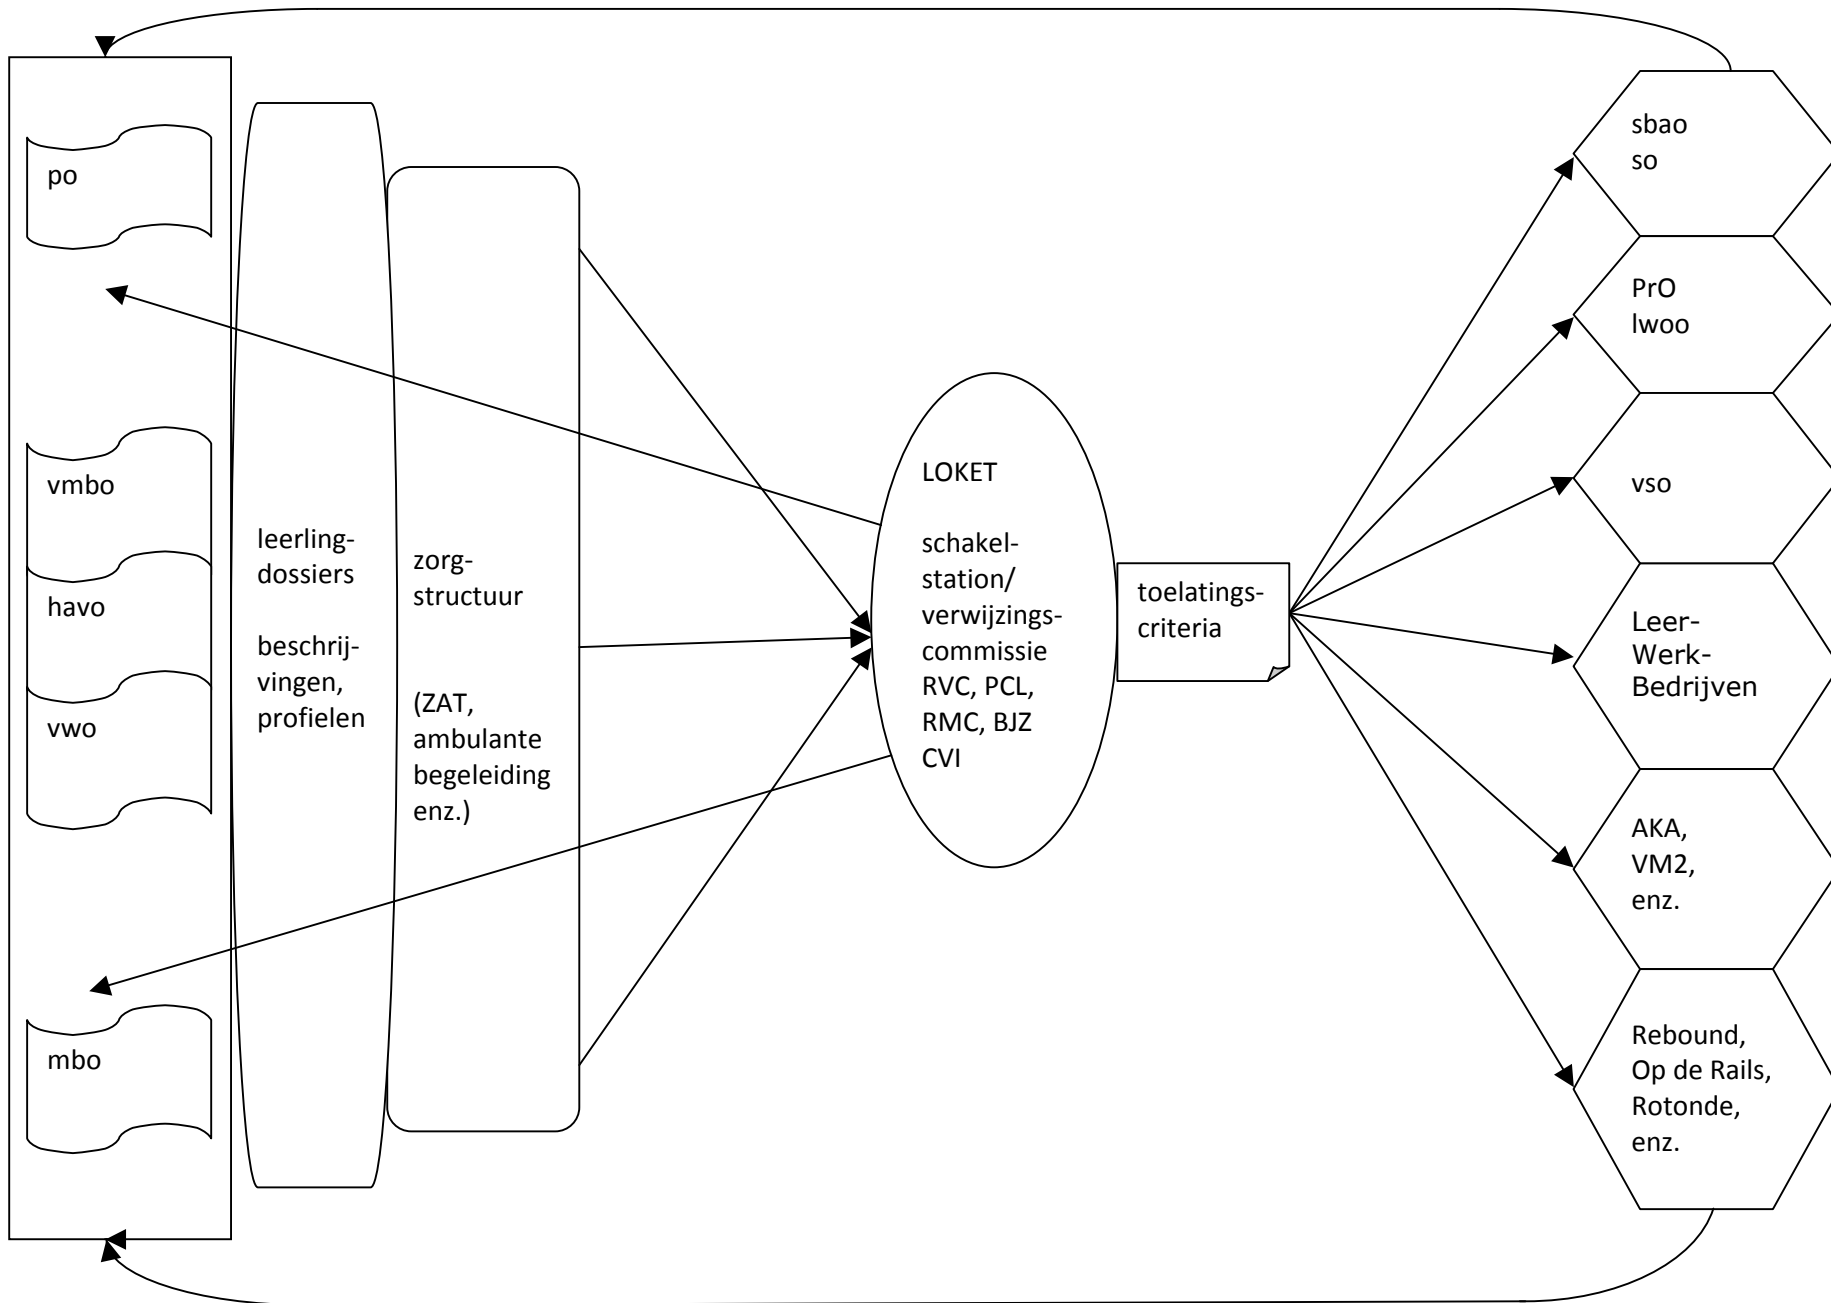 po
vmbo
havo
vwo
mbo
leerling-
dossiers
beschrij-
vingen,
profielen
zorg-
structuur
(ZAT,
ambulante
begeleiding
enz.)
LOKET
schakel-
station/
verwijzings-
commissie
RVC, PCL,
RMC, BJZ
CVI
toelatings-
criteria
sbao
so
PrO
lwoo
vso
Leer-
Werk-
Bedrijven
AKA,
VM2,
enz.
Rebound,
Op de Rails,
Rotonde,
enz.